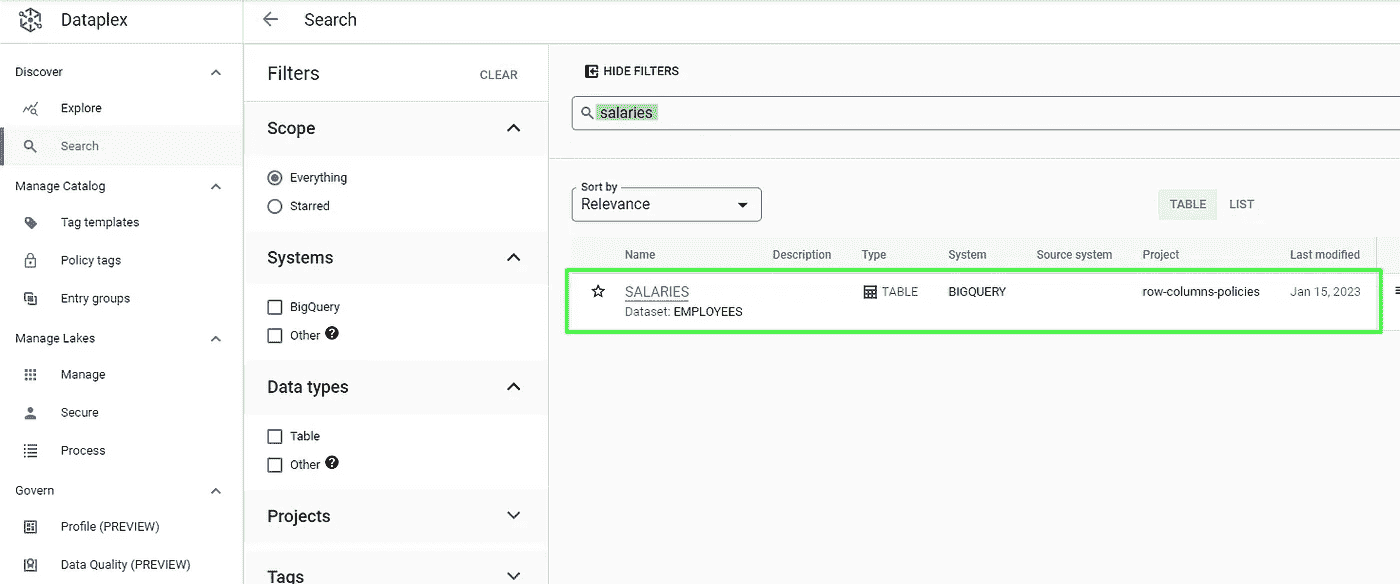 Dataplex
Search
Discover
Explore
Search
Manage Catalog
Tag templates
Policy tags
Entry groups
Manage Lakes
Manage
Secure
Process
Govern
Profile (PREVIEW)
Data Quality (PREVIEW)
Filters
CLEAR
Scope
Everything
Starred
Systems
BigQuery
Other ?
Data types
Table
Other ?
Projects
Tags
HIDE FILTERS
salaries
Sort by
Relevance
TABLE LIST
Name Description Type System Source system Project Last modified
SALARIES TABLE BIGQUERY row-columns-policies Jan 15, 2023
Dataset: EMPLOYEES